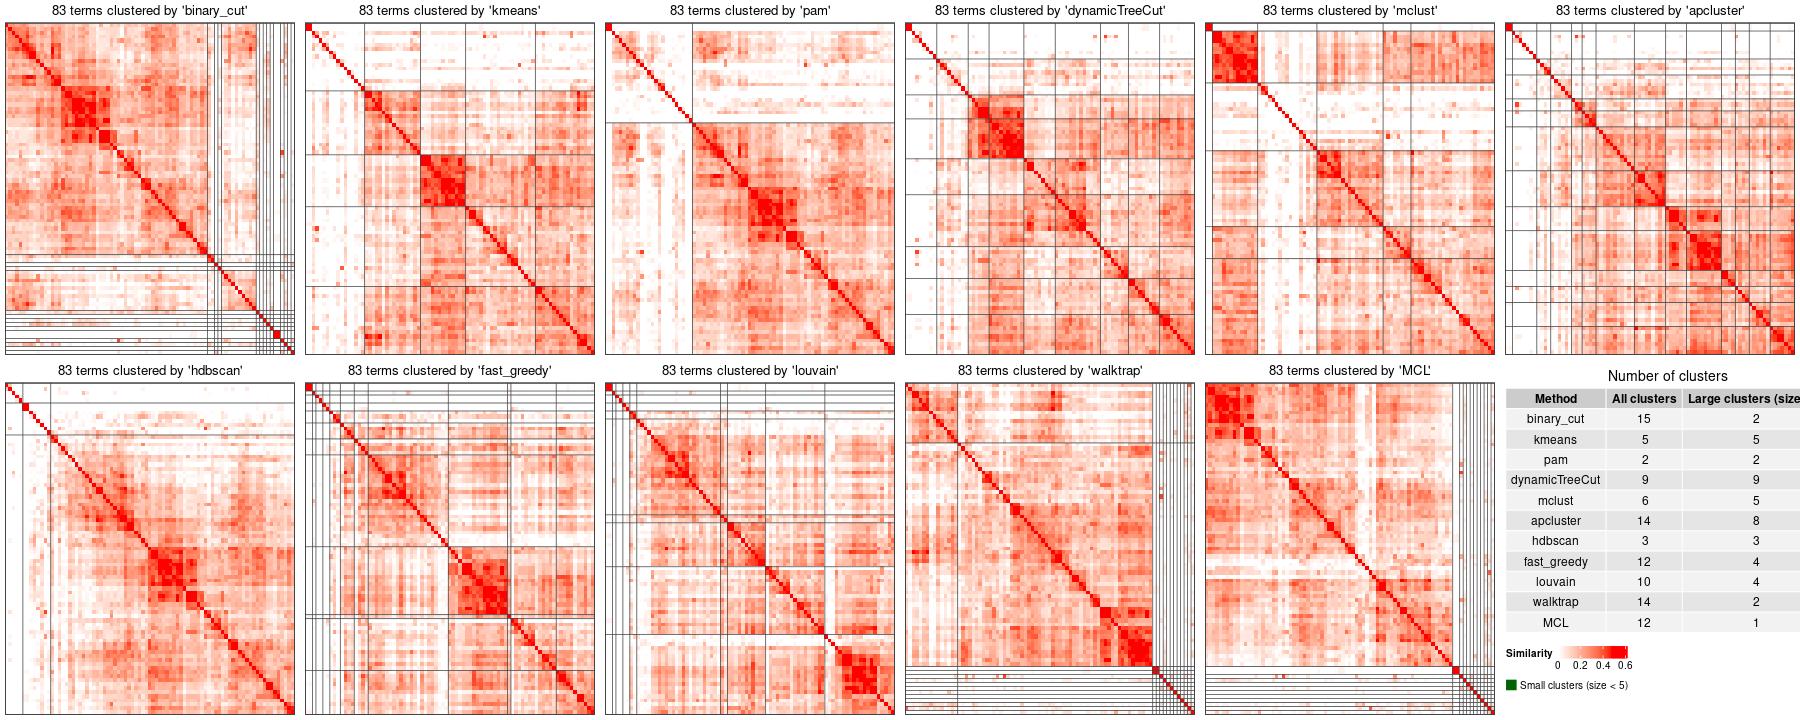 83 terms clustered by 'binary_cut'
83 terms clustered by 'kmeans'
83 terms clustered by 'pam'
83 terms clustered by 'dynamicTreeCut'
83 terms clustered by 'mclust'
83 terms clustered by 'apcluster'
83 terms clustered by 'hdbscan'
83 terms clustered by 'fast_greedy'
83 terms clustered by 'louvain'
83 terms clustered by 'walktrap'
83 terms clustered by 'MCL'
Number of clusters
Method All clusters Large clusters (size
binary_cut 15 2
kmeans 5 5
pam 2 2
dynamicTreeCut 9 9
mclust 6 5
apcluster 14 8
hdbscan 3 3
fast_greedy 12 4
louvain 10 4
walktrap 14 2
MCL 12 1
Similarity
0 0.2 0.4 0.6
Small clusters (size < 5)